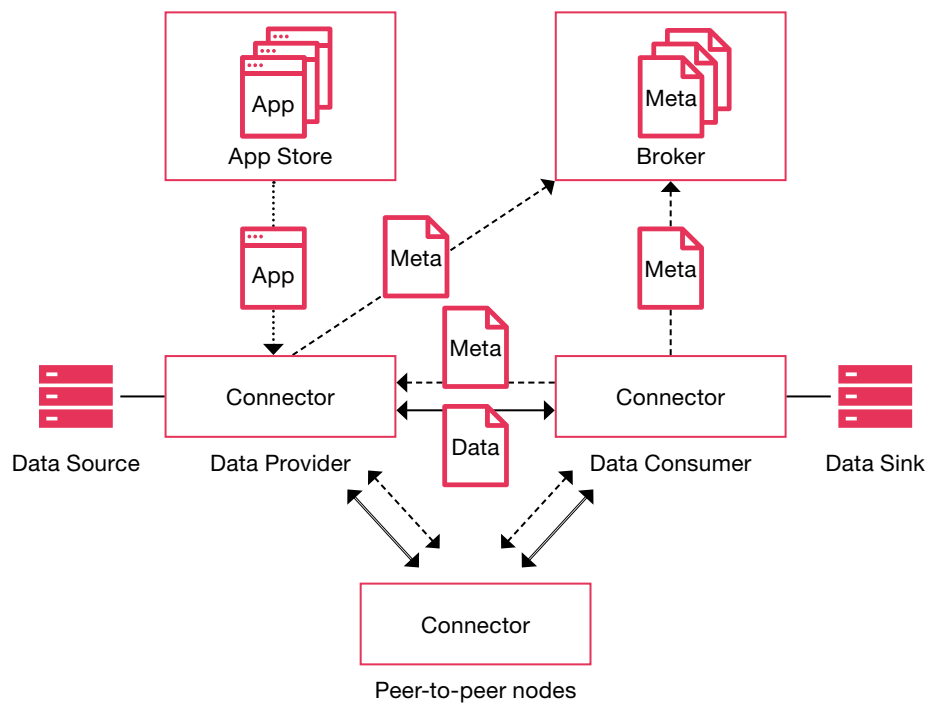 App
App Store
Meta
Broker
App
Meta
Meta
Meta
Connector
Connector
Data
Data Source
Data Provider
Data Consumer
Data Sink
Connector
Peer-to-peer nodes